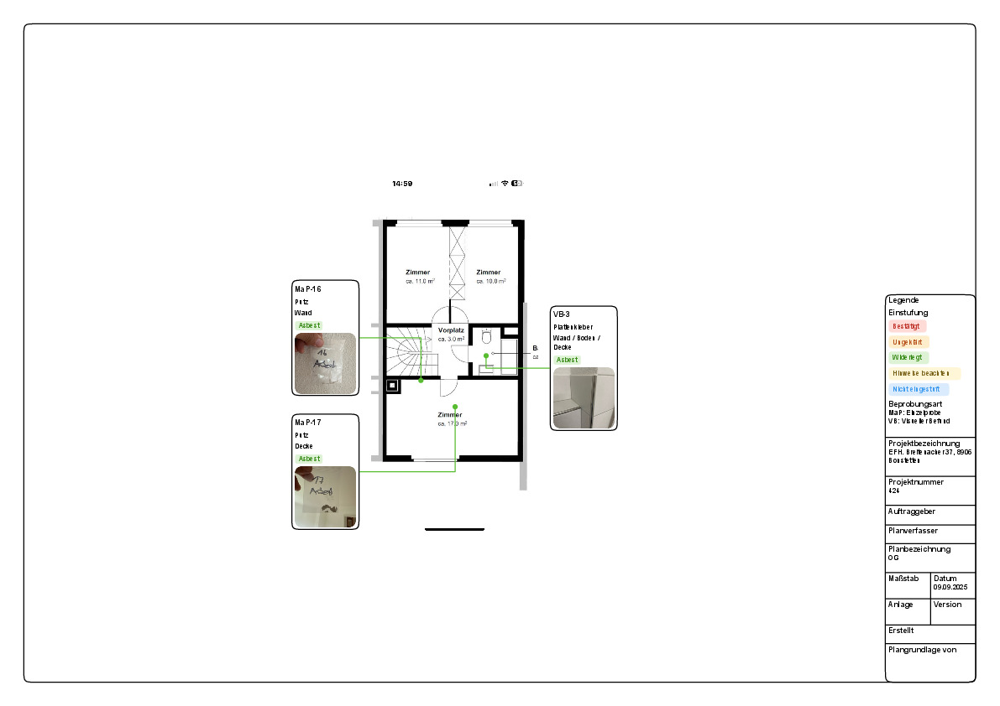 14:59
Zimmer
ca. 11.0 m²
Zimmer
ca. 10.0 m²
Vorplatz
ca. 3.0 m²
Zimmer
ca. 17.0 m²
MaP-16
Putz
Wand
Asbest
16
Asbest
MaP-17
Putz
Decke
Asbest
17
Asbest
VB-3
Plattenkleber
Wand / Boden /
Decke
Asbest
Legende
Einstufung
Bestätigt
Ungeklärt
Widerlegt
Hinweise beachten
Nicht eingestuft
Beprobungsart
MaP: Einzelprobe
VB: Visueller Befund
Projektbezeichnung
EFH. Breitenacher 37, 8906
Bonstetten
Projektnummer
424
Auftraggeber
Planverfasser
Planbezeichnung
OG
Maßstab
Datum
09.09.2025
Anlage
Version
Erstellt
Plangrundlage von